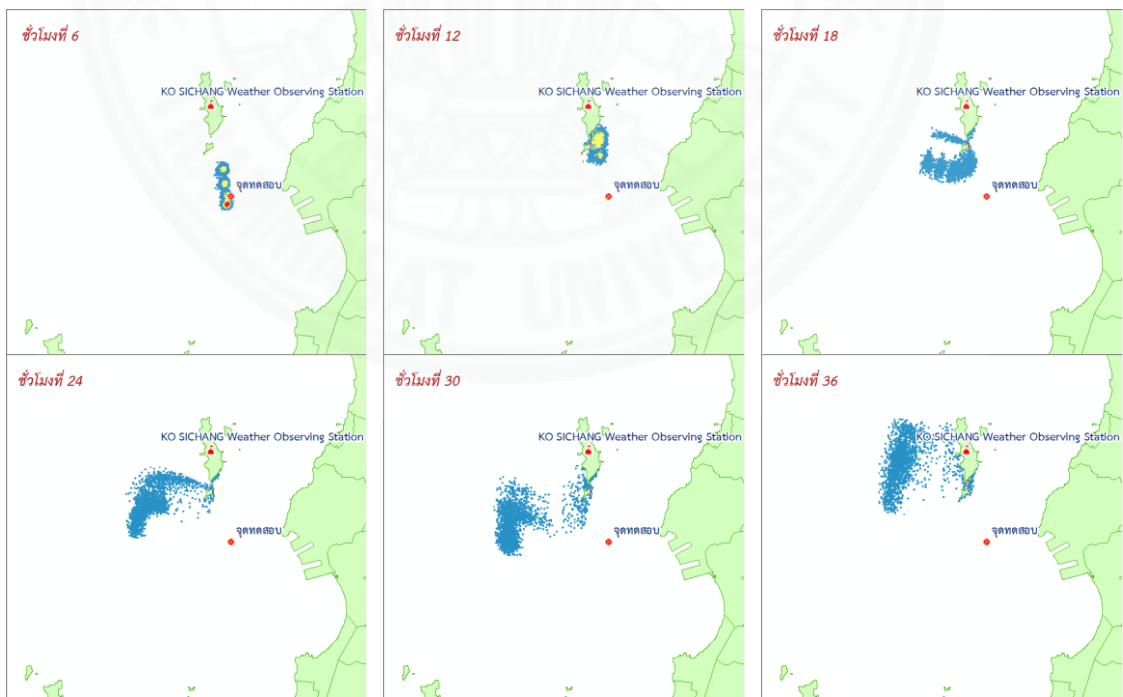 ชั่วโมงที่ 6
KO SICHANG Weather Observing Station
จุดทดสอบ
ชั่วโมงที่ 12
KO SICHANG Weather Observing Station
จุดทดสอบ
ชั่วโมงที่ 18
KO SICHANG Weather Observing Station
จุดทดสอบ
ชั่วโมงที่ 24
KO SICHANG Weather Observing Station
จุดทดสอบ
ชั่วโมงที่ 30
KO SICHANG Weather Observing Station
จุดทดสอบ
ชั่วโมงที่ 36
KO SICHANG Weather Observing Station
จุดทดสอบ